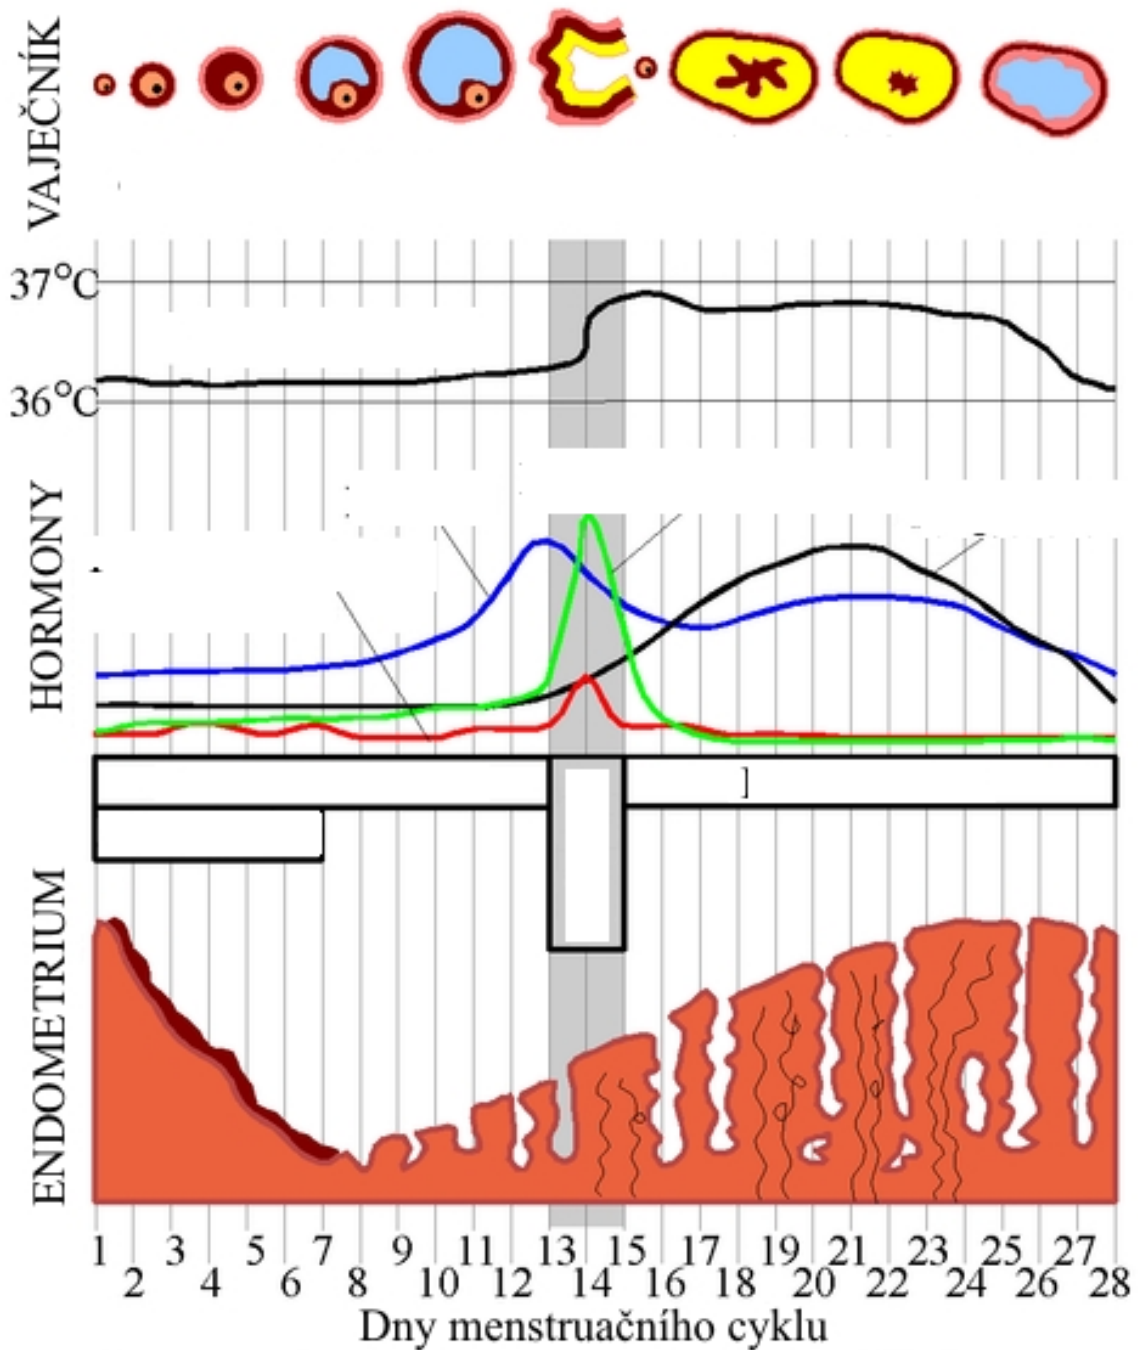 VAJEČNÍK
37°C
36°C
HORMONY
]
ENDOMETRIUM
1 3 5 7 9 11 13 15 17 19 21 23 25 27
2 4 6 8 10 12 14 16 18 20 22 24 26 28
Dny menstruačního cyklu